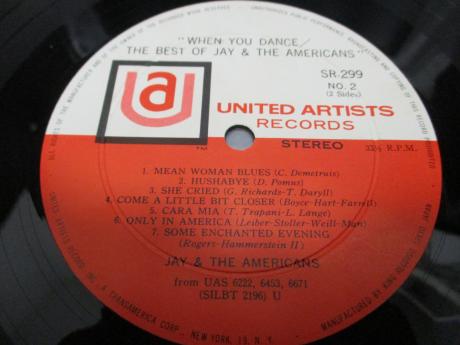 "WHEN YOU DANCE/
THE BEST OF JAY & THE AMERICANS"
SR.299
NO. 2
(2 Sides)
ua
UNITED ARTISTS
RECORDS
TM
STEREO 33⅓ R.P.M.
1. MEAN WOMAN BLUES (C. Demetruis)
2. HUSHABYE (D. Pomus)
3. SHE CRIED (G. Richards-T. Daryll)
4. COME A LITTLE BIT CLOSER (Boyce-Hart-Farrell)
5. CARA MIA (T. Trapani-L. Lange)
6. ONLY IN AMERICA (Leiber-Stoller-Weill-Man)
7. SOME ENCHANTED EVENING
(Rogers-Hammerstein II)
JAY & THE AMERICANS
from UAS 6222, 6453, 6671
(SILBT 2196) U
NEW YORK, N.Y.